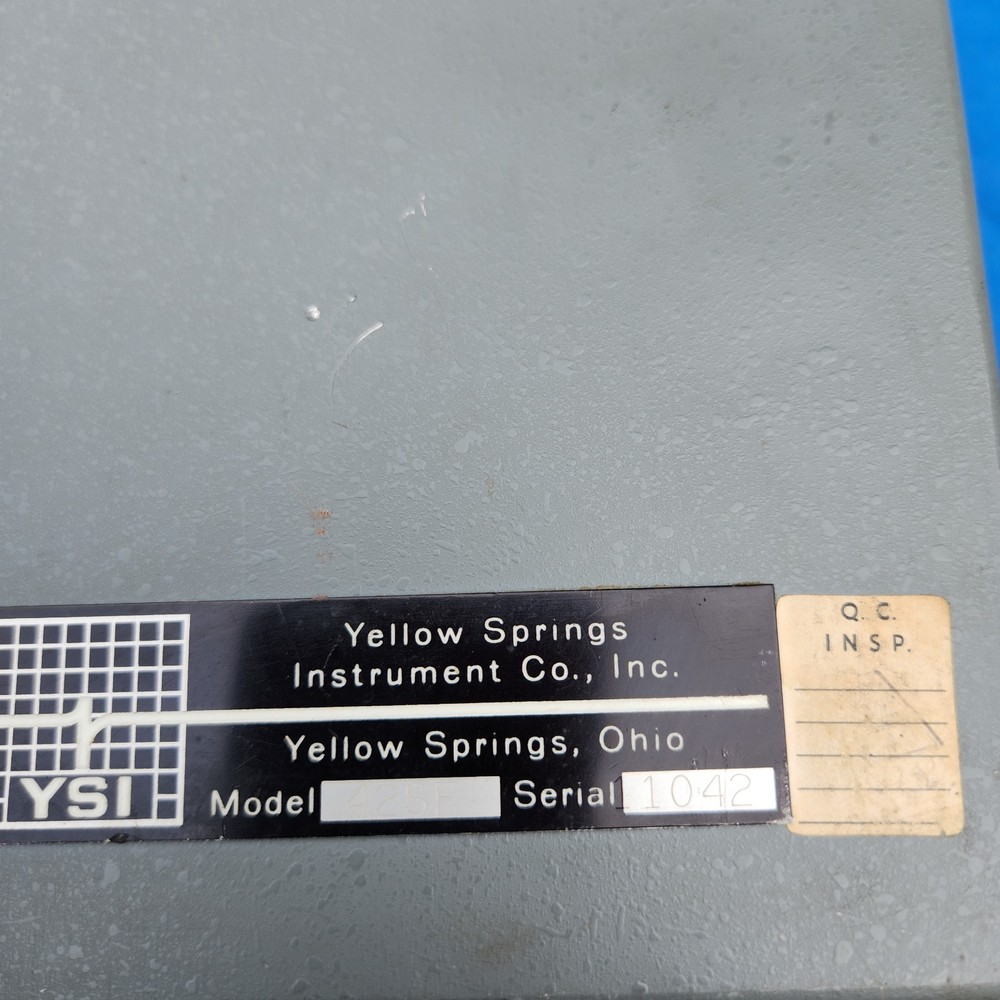 Yellow Springs
Instrument Co., Inc.
Yellow Springs, Ohio
YSI
Model Serial 1042
Q. C.
INSP.